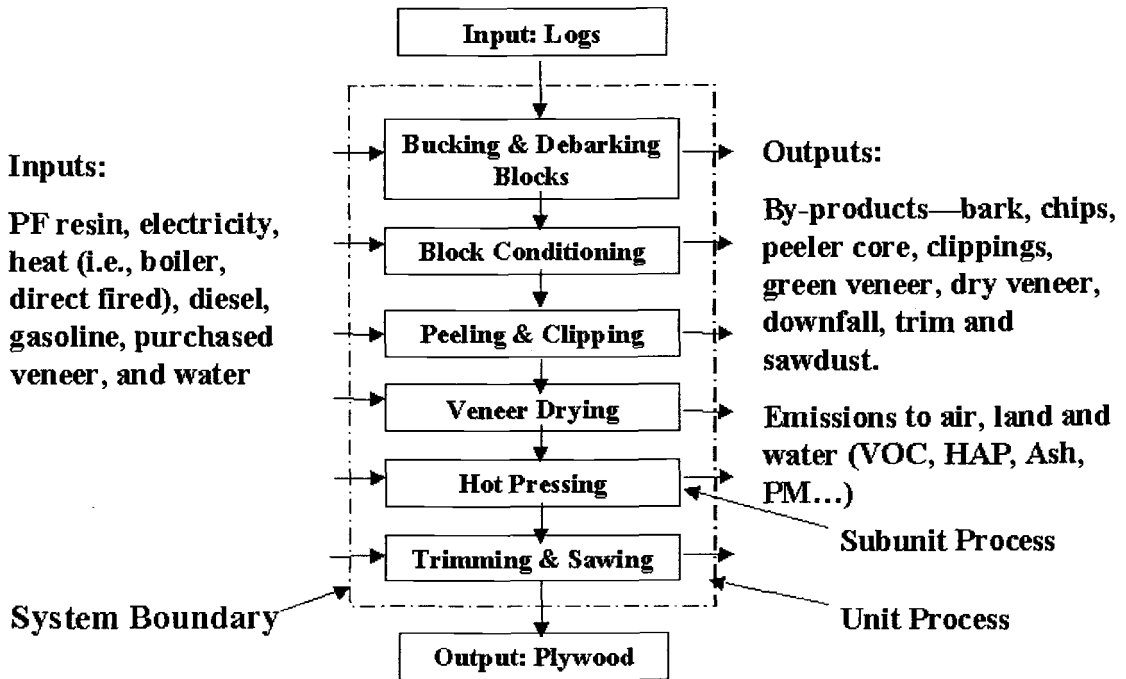 Input: Logs
Bucking & Debarking
Blocks
Block Conditioning
Peeling & Clipping
Veneer Drying
Hot Pressing
Trimming & Sawing
Output: Plywood
Inputs:
PF resin, electricity,
heat (i.e., boiler,
direct fired), diesel,
gasoline, purchased
veneer, and water
System Boundary
Outputs:
By-products—bark, chips,
peeler core, clippings,
green veneer, dry veneer,
downfall, trim and
sawdust.
Emissions to air, land and
water (VOC, HAP, Ash,
PM...)
Subunit Process
Unit Process